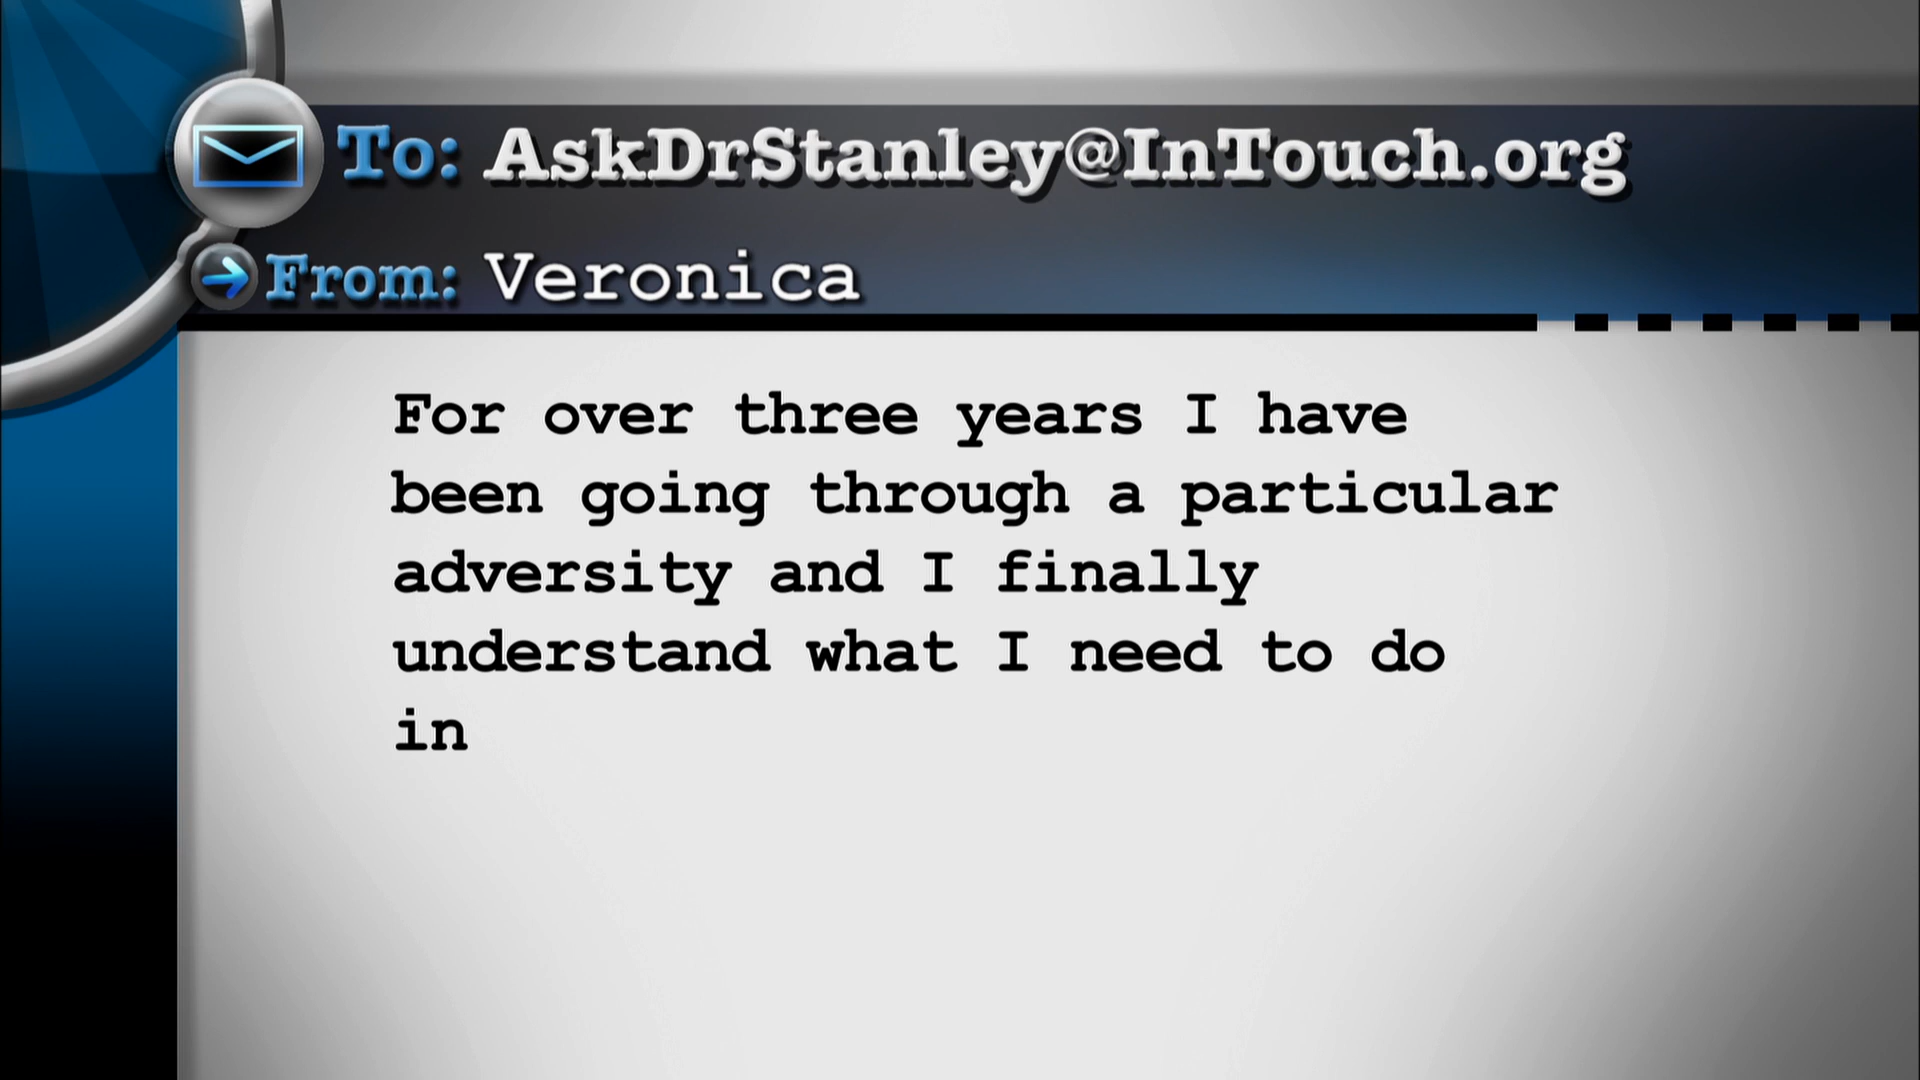 To: AskDrStanley@InTouch.org
From: Veronica
For over three years I have
been going through a particular
adversity and I finally
understand what I need to do
in